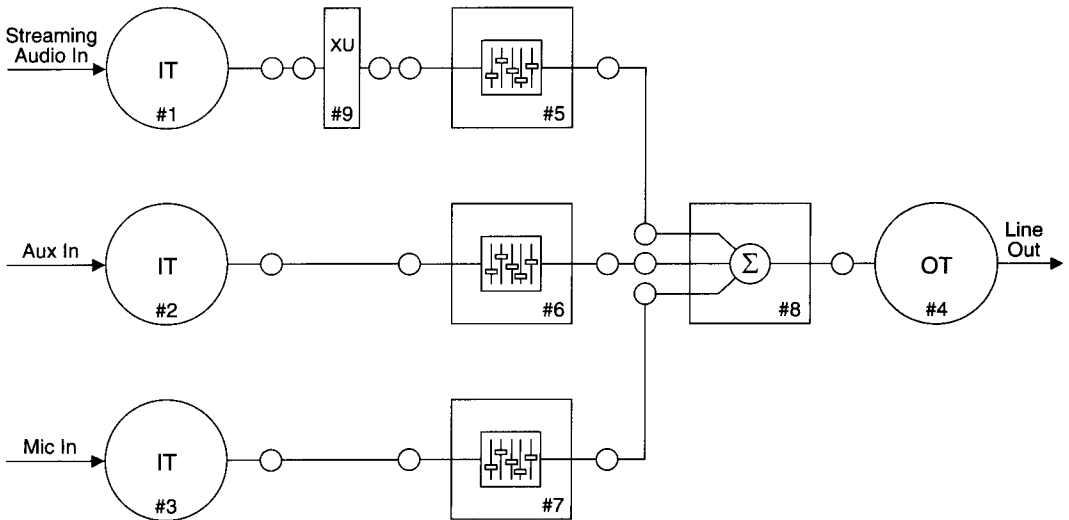 Streaming
Audio In
IT
#1
XU
#9
#5
Aux In
IT
#2
#6
Σ
#8
OT
#4
Line
Out
Mic In
IT
#3
#7